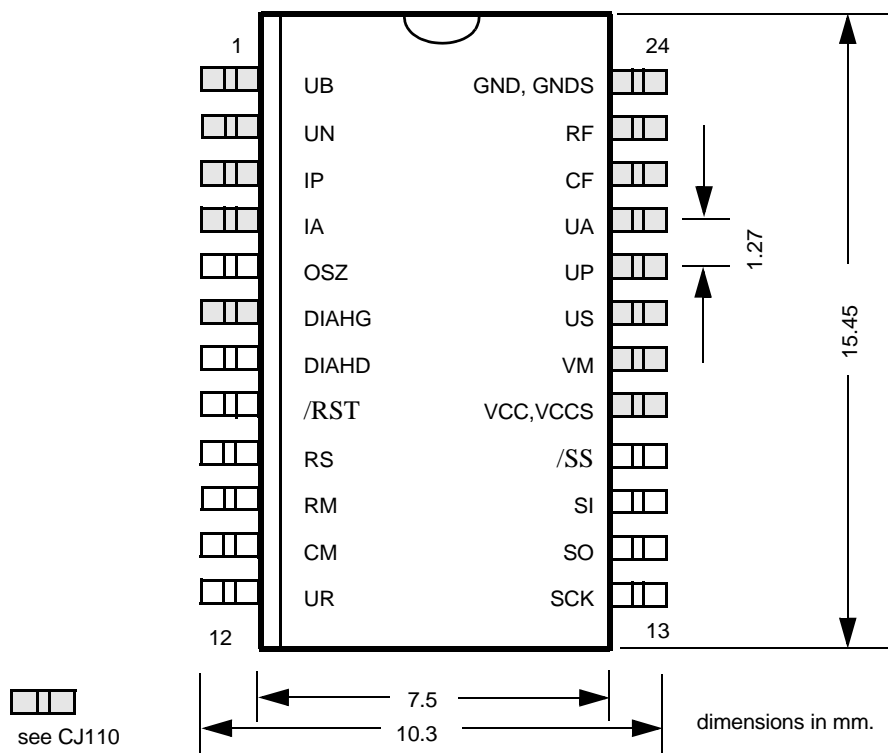 1
24
UB
GND, GNDS
UN
RF
IP
CF
IA
UA
OSZ
UP
1.27
DIAHG
US
15.45
DIAHD
VM
/RST
VCC,VCCS
RS
/SS
RM
SI
CM
SO
UR
SCK
12
13
7.5
10.3
see CJ110
dimensions in mm.